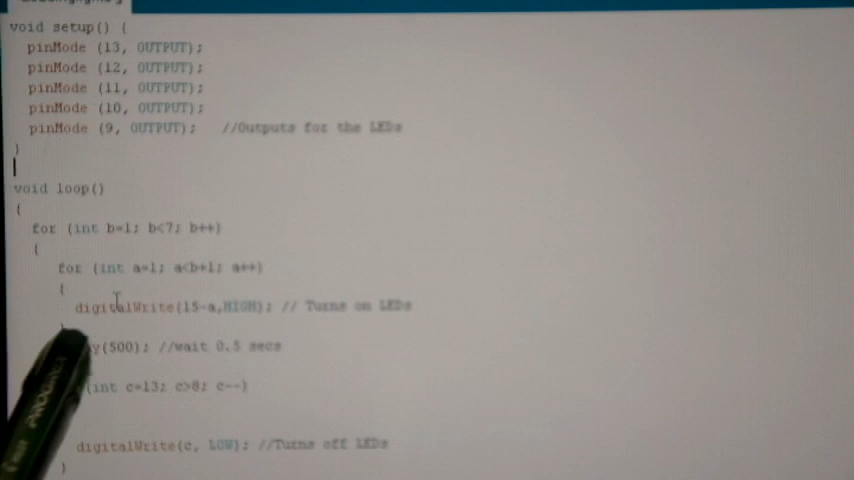 void setup() {
pinMode (13, OUTPUT);
pinMode (12, OUTPUT);
pinMode (11, OUTPUT);
pinMode (10, OUTPUT);
pinMode (9, OUTPUT); //Outputs for the LEDs
}
void loop()
{
for (int b=1; b<7; b++)
{
for (int a=1; a<b+1; a++)
{
digitalWrite(15-a,HIGH); // Turns on LEDs
}
y(500); //wait 0.5 secs
(int c=13; c>8; c--)
digitalWrite(c, LOW); //Turns off LEDs
}